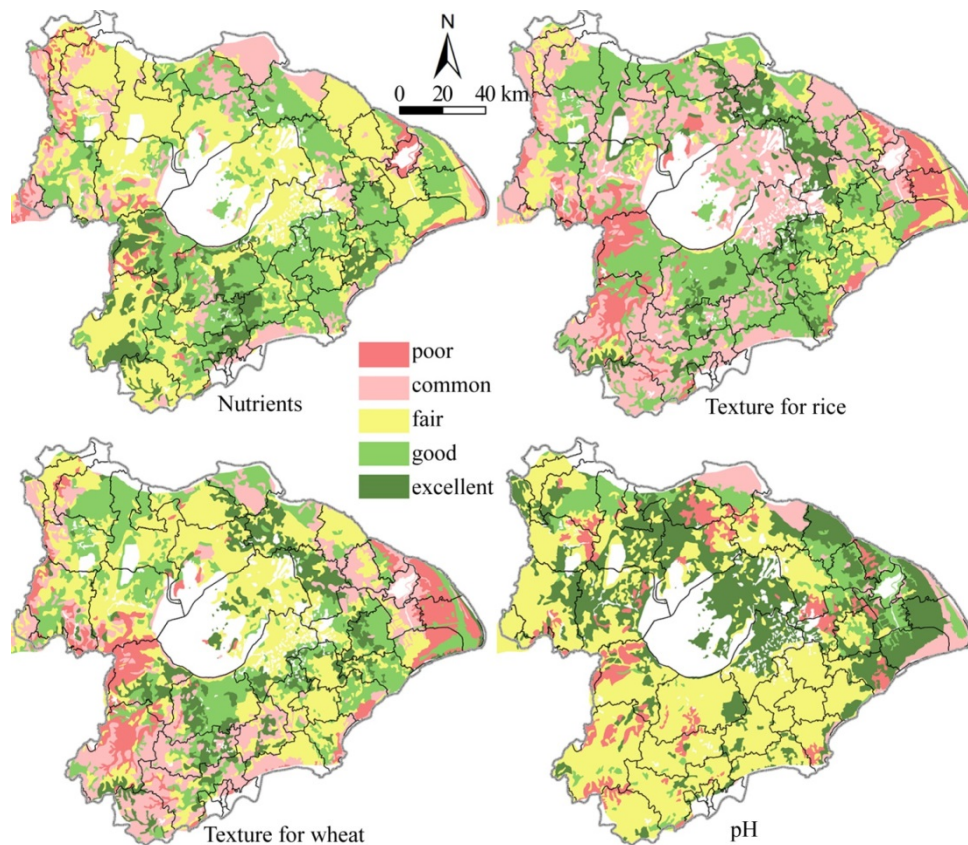 N
0 20 40 km
Nutrients
Texture for rice
poor
common
fair
good
excellent
Texture for wheat
pH